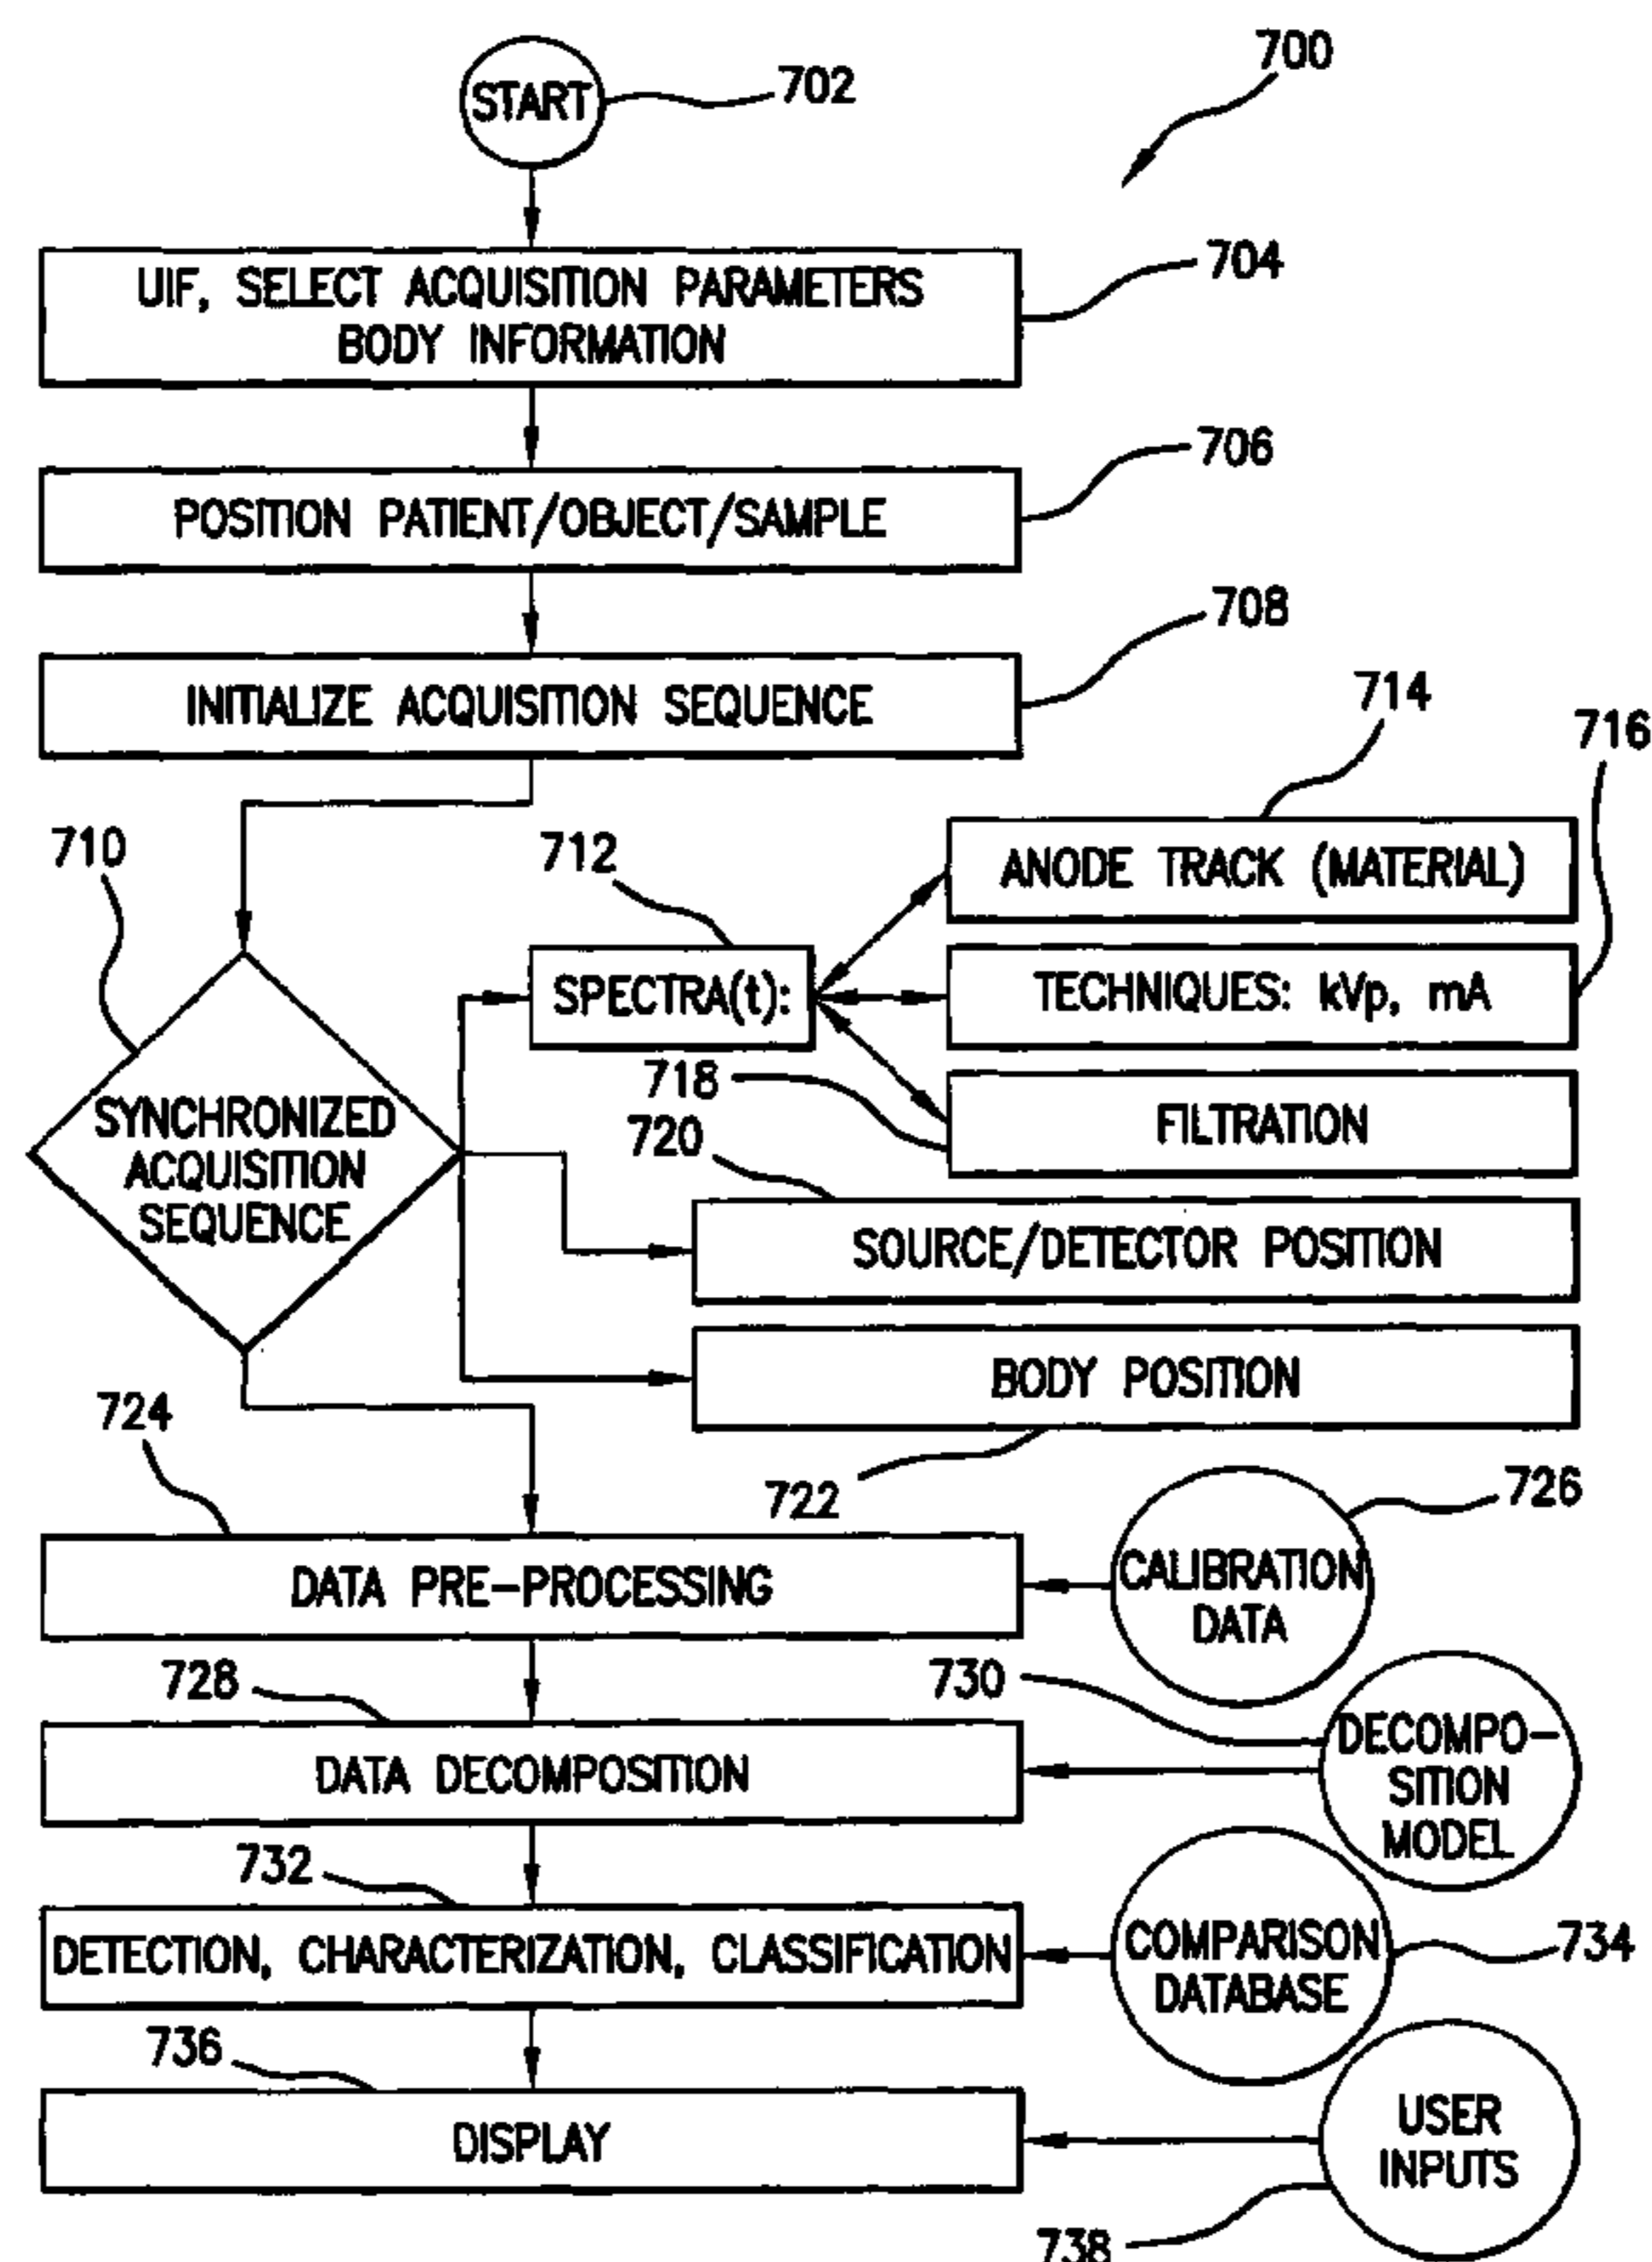 700
START
702
UIF, SELECT ACQUISITION PARAMETERS
BODY INFORMATION
704
706
POSITION PATIENT/OBJECT/SAMPLE
708
INITIALIZE ACQUISITION SEQUENCE
714
716
710
712
ANODE TRACK (MATERIAL)
SPECTRA(t):
TECHNIQUES: kVp, mA
718
FILTRATION
SYNCHRONIZED
ACQUISITION
SEQUENCE
720
SOURCE/DETECTOR POSITION
BODY POSITION
722
724
726
DATA PRE-PROCESSING
CALIBRATION
DATA
728
730
DATA DECOMPOSITION
DECOMPO-
SITION
MODEL
732
DETECTION, CHARACTERIZATION, CLASSIFICATION
COMPARISON
DATABASE
734
736
DISPLAY
USER
INPUTS
738